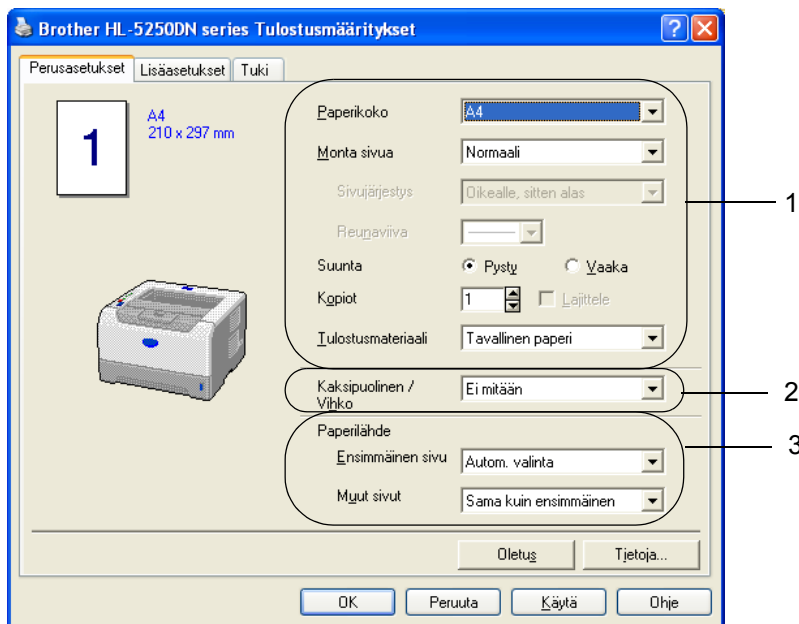 Brother HL-5250DN series Tulostusmääritykset
Perusasetukset Lisäasetukset Tuki
1
A4
210 x 297 mm
Paperikoko A4
Monta sivua Normaali
Sivujärjestys Oikealle, sitten alas
Reunaviiva
Suunta Pysty Vaaka
Kopiot 1 Lajittele
Tulostusmateriaali Tavallinen paperi
1
Kaksipuolinen / Vihko Ei mitään
2
Paperilähde
3
Ensimmäinen sivu Autom. valinta
Muut sivut Sama kuin ensimmäinen
Oletus Tietoja...
OK Peruuta Käytä Ohje